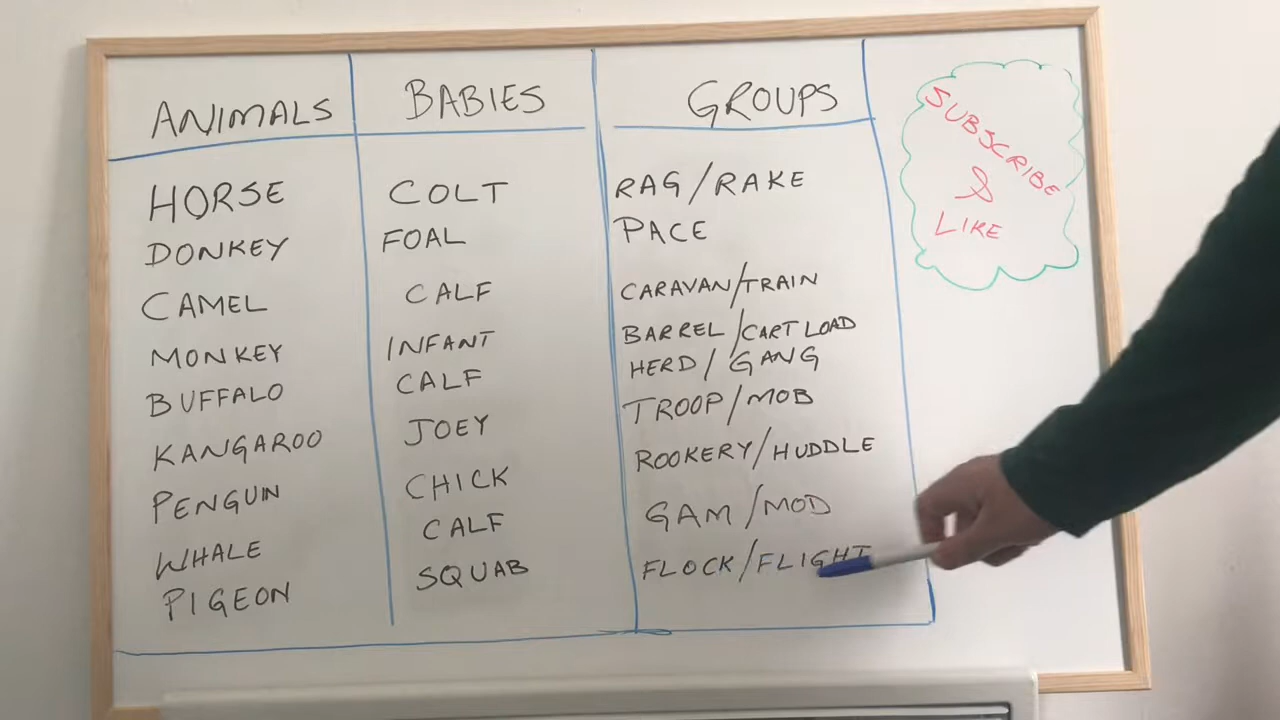 ANIMALS BABIES GROUPS
HORSE COLT RAG/RAKE
DONKEY FOAL PACE
CAMEL CALF CARAVAN/TRAIN
MONKEY INFANT BARREL/CARTLOAD
BUFFALO CALF HERD/GANG
KANGAROO JOEY TROOP/MOB
PENGUIN CHICK ROOKERY/HUDDLE
WHALE CALF GAM/MOD
PIGEON SQUAB FLOCK/FLIGHT
SUBSCRIBE
&
LIKE